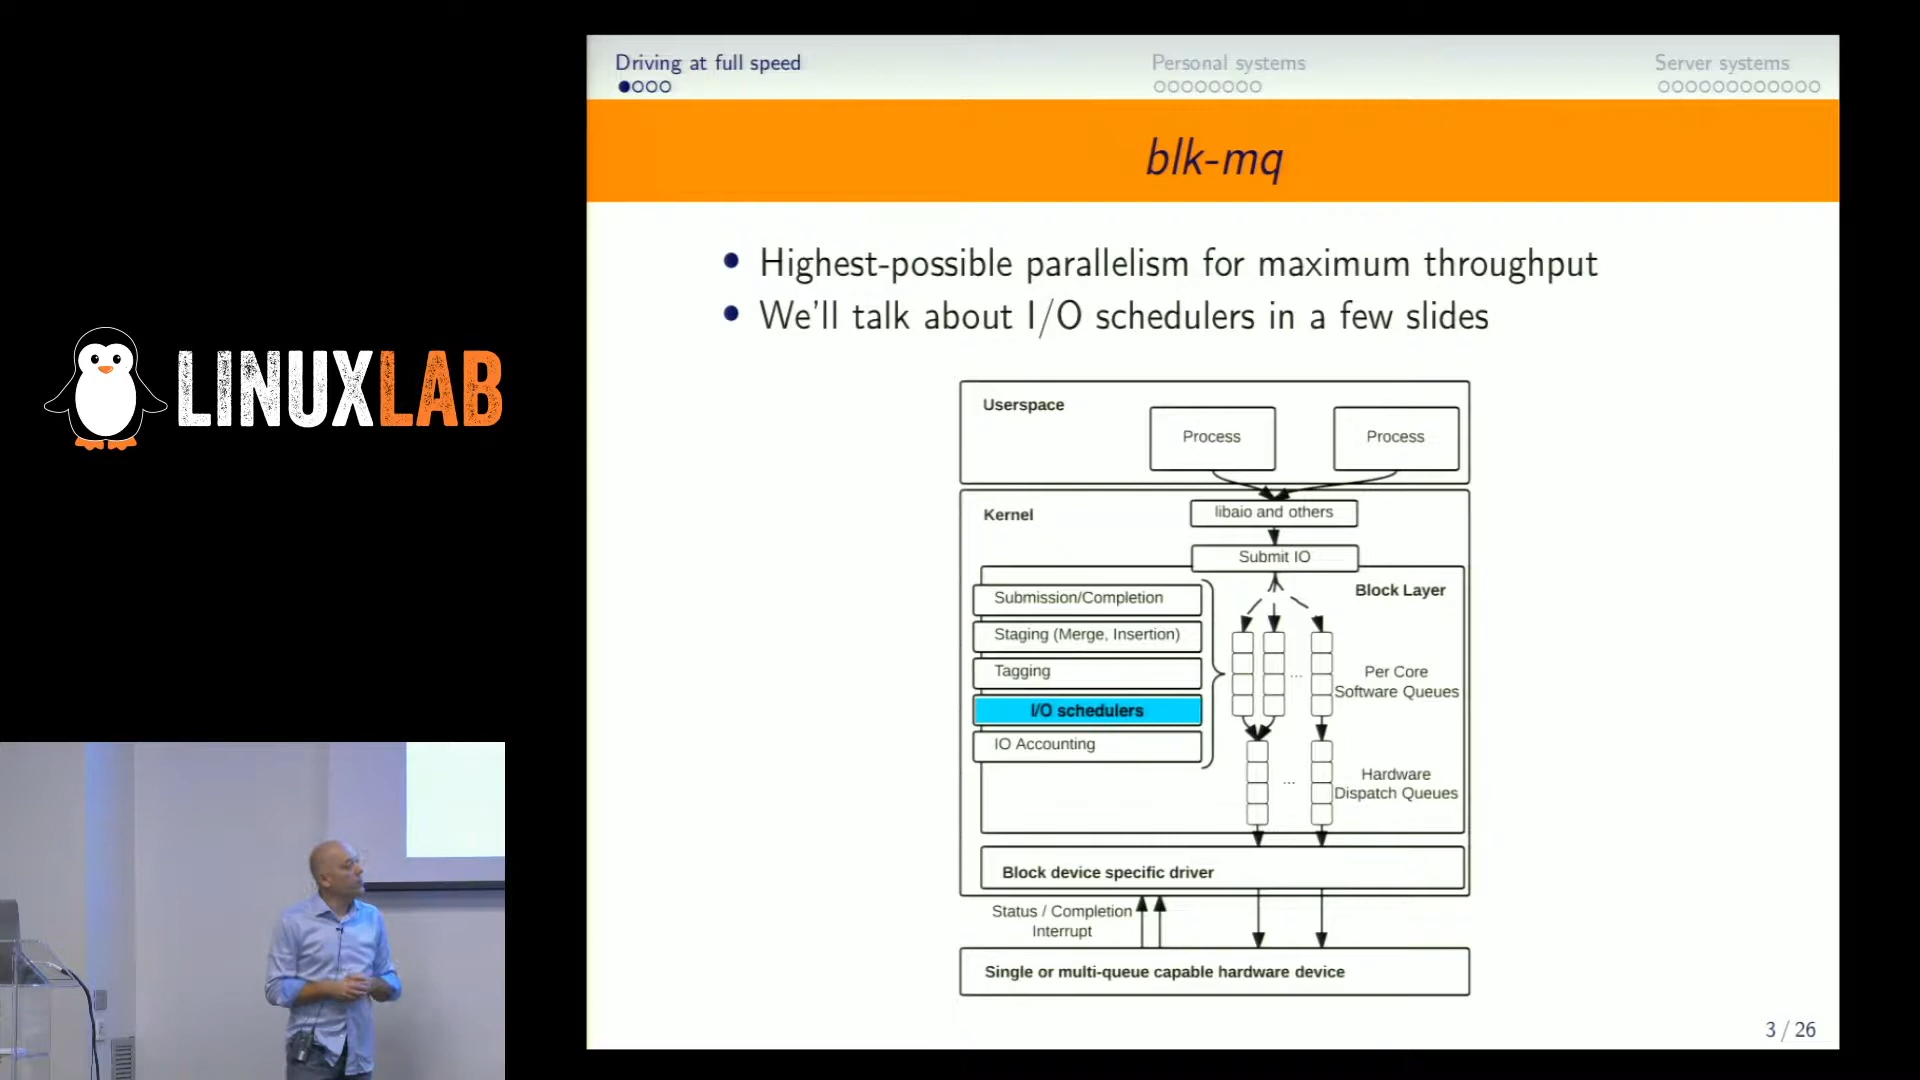 Driving at full speed
Personal systems
Server systems
blk-mq
Highest-possible parallelism for maximum throughput
We'll talk about I/O schedulers in a few slides
LINUXLAB
Userspace
Process
Process
Kernel
libaio and others
Submit IO
Block Layer
Submission/Completion
Staging (Merge, Insertion)
Tagging
I/O schedulers
IO Accounting
...
Per Core
Software Queues
...
Hardware
Dispatch Queues
Block device specific driver
Status / Completion
Interrupt
Single or multi-queue capable hardware device
3 / 26